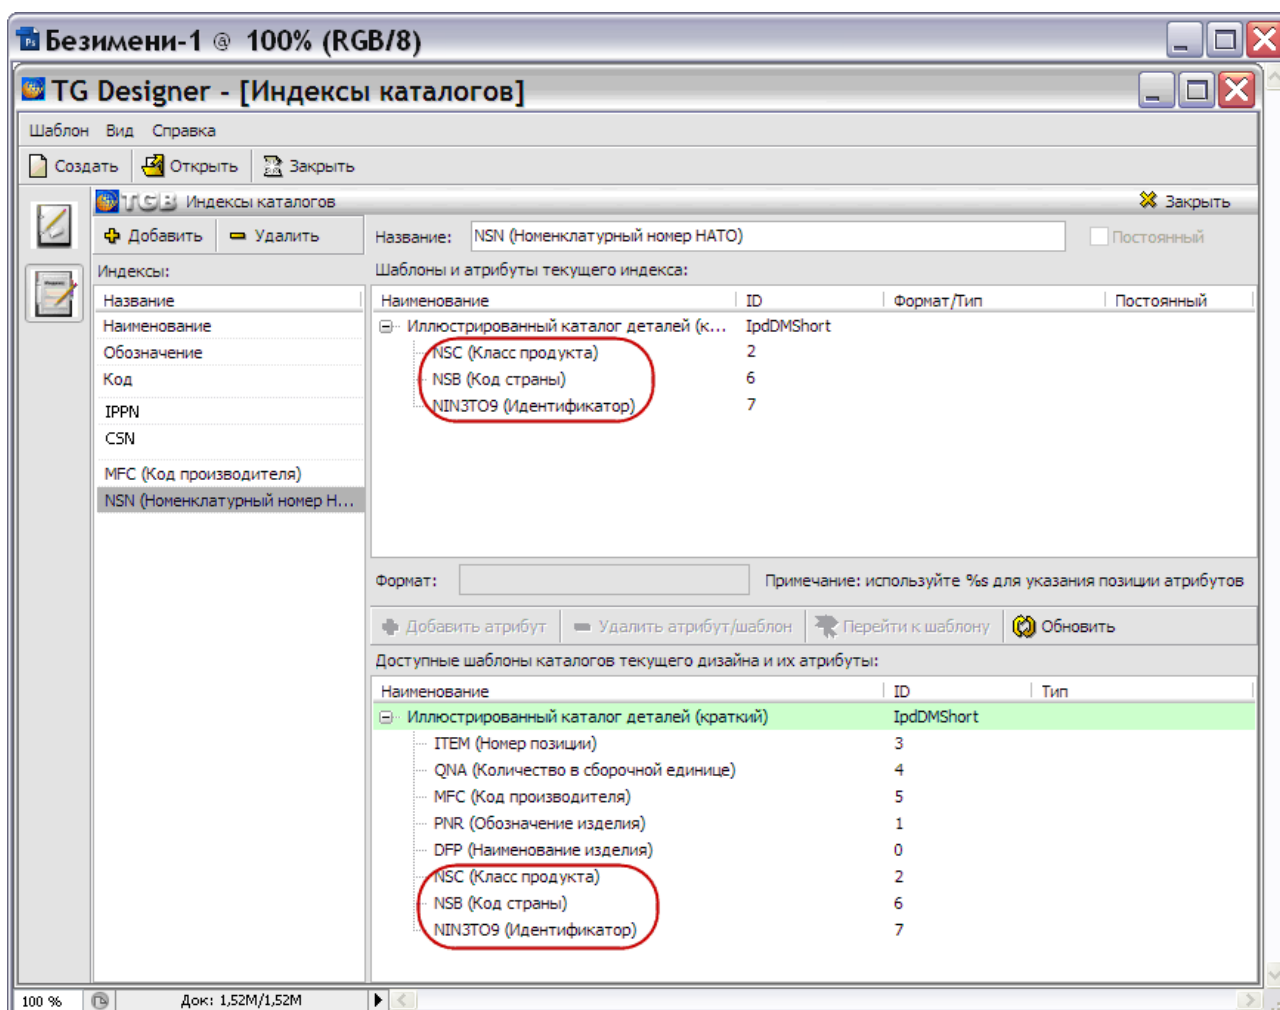 Безимени-1 @ 100% (RGB/8)
TG Designer - [Индексы каталогов]
Шаблон Вид Справка
Создать Открыть Закрыть
TGB Индексы каталогов Закрыть
Добавить Удалить
Название: NSN (Номенклатурный номер НАТО) Постоянный
Индексы:
Название
Наименование
Обозначение
Код
IPPN
CSN
MFC (Код производителя)
NSN (Номенклатурный номер Н...
Шаблоны и атрибуты текущего индекса:
Наименование ID Формат/Тип Постоянный
Иллюстрированный каталог деталей (к... IpdDMShort
NSC (Класс продукта) 2
NSB (Код страны) 6
NIN3TO9 (Идентификатор) 7
Формат: Примечание: используйте %s для указания позиции атрибутов
Добавить атрибут Удалить атрибут/шаблон Перейти к шаблону Обновить
Доступные шаблоны каталогов текущего дизайна и их атрибуты:
Наименование ID Тип
Иллюстрированный каталог деталей (краткий) IpdDMShort
ITEM (Номер позиции) 3
QNA (Количество в сборочной единице) 4
MFC (Код производителя) 5
PNR (Обозначение изделия) 1
DFP (Наименование изделия) 0
NSC (Класс продукта) 2
NSB (Код страны) 6
NIN3TO9 (Идентификатор) 7
100 % Док: 1,52M/1,52M